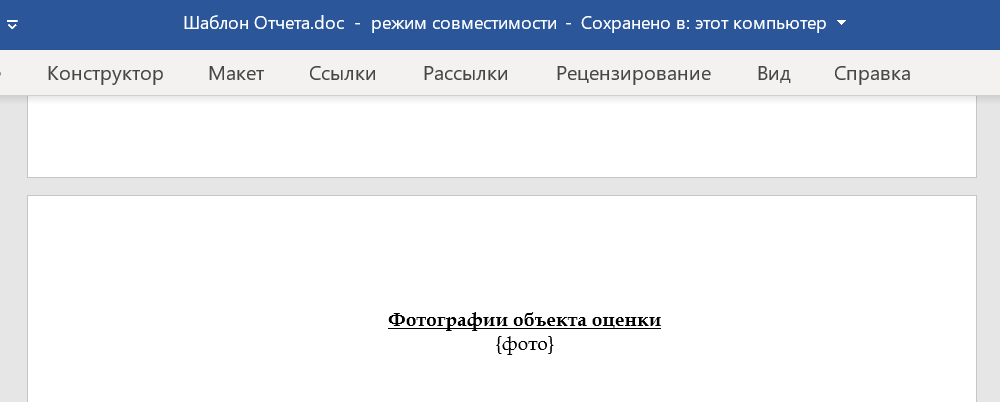 Шаблон Отчета.doc - режим совместимости - Сохранено в: этот компьютер
Конструктор Макет Ссылки Рассылки Рецензирование Вид Справка
Фотографии объекта оценки
{фото}